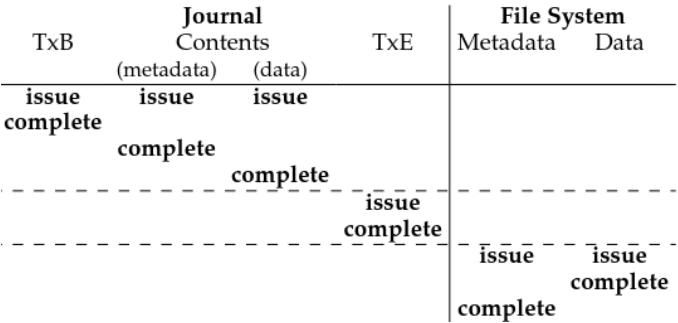 Journal File System
TxB Contents TxE Metadata Data
(metadata) (data)
issue issue issue
complete
complete
complete
issue
complete
issue issue
complete
complete